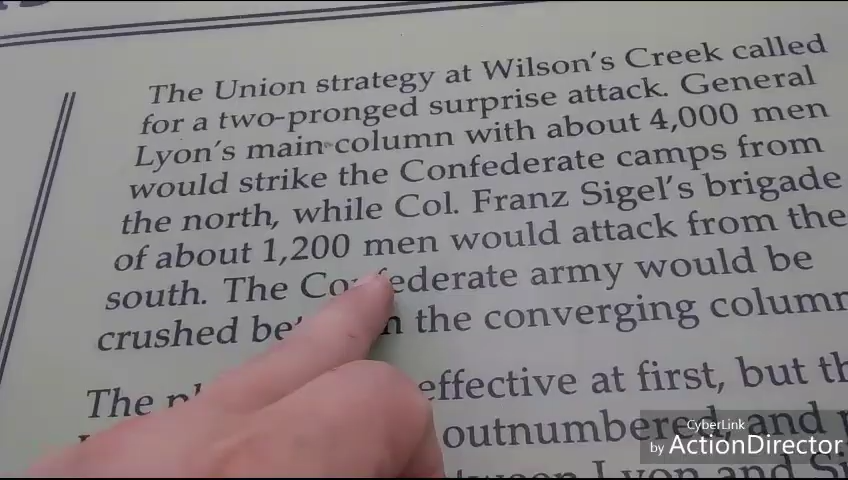 The Union strategy at Wilson's Creek called
for a two-pronged surprise attack. General
Lyon's main column with about 4,000 men
would strike the Confederate camps from
the north, while Col. Franz Sigel's brigade
of about 1,200 men would attack from the
south. The Confederate army would be
crushed the converging
The effective at first, but
outnumbered, and
Lyon and
CyberLink
by ActionDirector